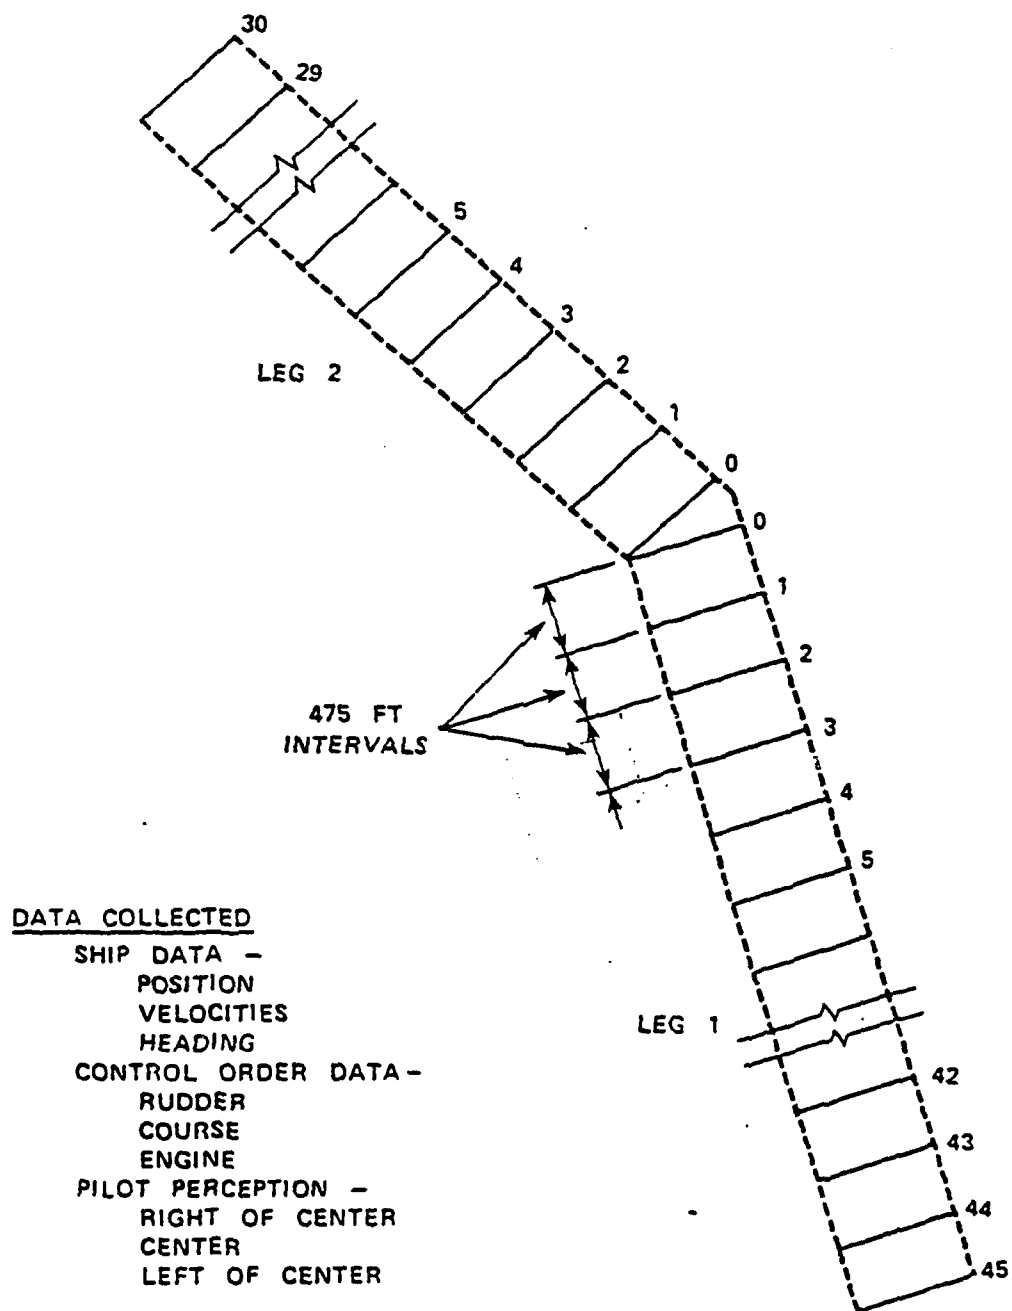 30
29
5
4
3
2
1
0
LEG 2
0
1
2
3
4
5
475 FT
INTERVALS
LEG 1
42
43
44
45
DATA COLLECTED
SHIP DATA -
POSITION
VELOCITIES
HEADING
CONTROL ORDER DATA -
RUDDER
COURSE
ENGINE
PILOT PERCEPTION -
RIGHT OF CENTER
CENTER
LEFT OF CENTER